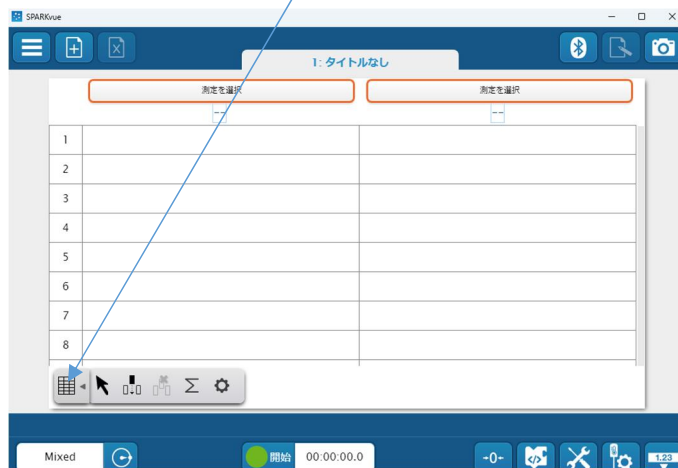 SPARKvue
1: タイトルなし
測定を選択
測定を選択
--
--
1
2
3
4
5
6
7
8
Mixed
開始
00:00:00.0
-0-
1.23